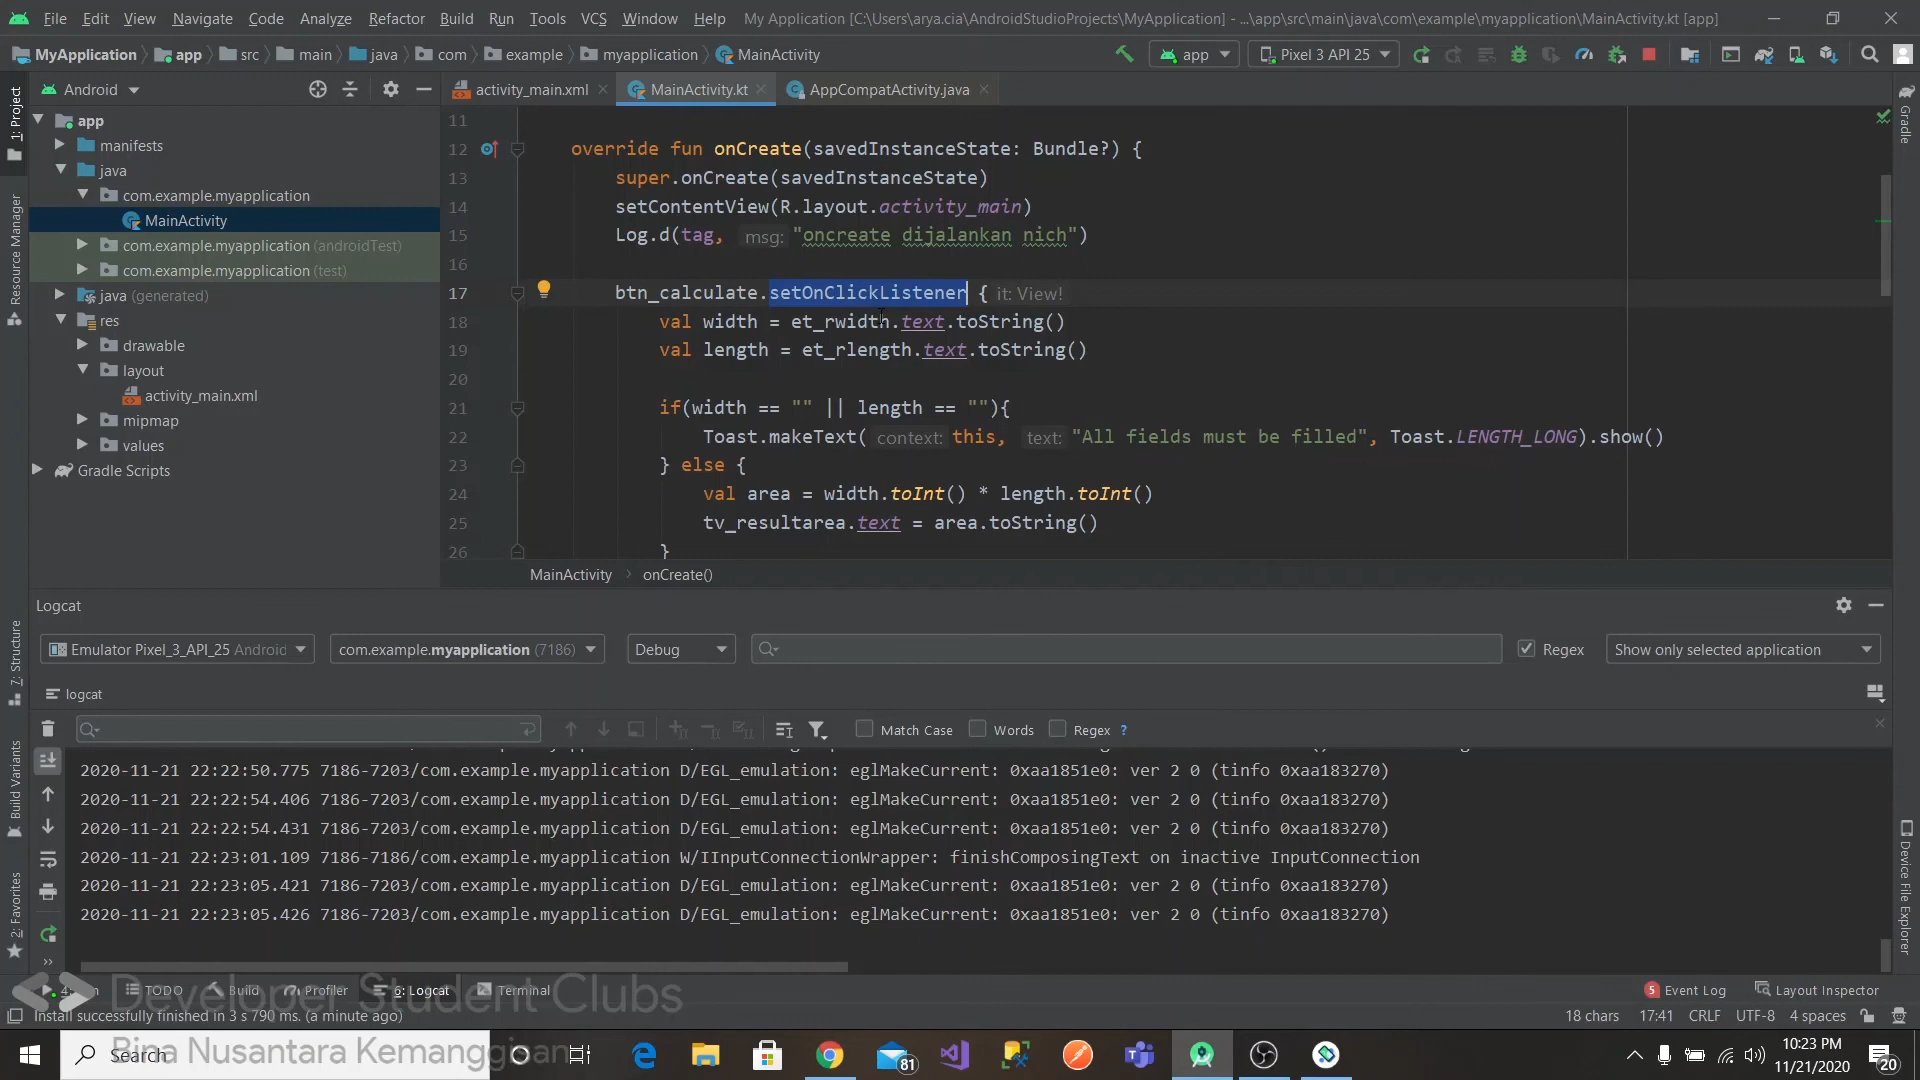 File Edit View Navigate Code Analyze Refactor Build Run Tools VCS Window Help My Application [C:\Users\arya.cia\AndroidStudioProjects\MyApplication] - ...\app\src\main\java\com\example\myapplication\MainActivity.kt [app]
MyApplication app src main java com example myapplication MainActivity app Pixel 3 API 25
Android activity_main.xml MainActivity.kt AppCompatActivity.java
1: Project
Resource Manager
7: Structure
Build Variants
2: Favorites
Gradle
Device File Explorer
app
manifests
java
com.example.myapplication
MainActivity
com.example.myapplication (androidTest)
com.example.myapplication (test)
java (generated)
res
drawable
layout
activity_main.xml
mipmap
values
Gradle Scripts
11
12 override fun onCreate(savedInstanceState: Bundle?) {
13 super.onCreate(savedInstanceState)
14 setContentView(R.layout.activity_main)
15 Log.d(tag, msg: "oncreate dijalankan nich")
16
17 btn_calculate.setOnClickListener { it: View!
18 val width = et_rwidth.text.toString()
19 val length = et_rlength.text.toString()
20
21 if(width == "" || length == ""){
22 Toast.makeText( context: this, text: "All fields must be filled", Toast.LENGTH_LONG).show()
23 } else {
24 val area = width.toInt() * length.toInt()
25 tv_resultarea.text = area.toString()
26 }
MainActivity › onCreate()
Logcat
Emulator Pixel_3_API_25 Android com.example.myapplication (7186) Debug Regex Show only selected application
logcat
Match Case Words Regex ?
2020-11-21 22:22:50.775 7186-7203/com.example.myapplication D/EGL_emulation: eglMakeCurrent: 0xaa1851e0: ver 2 0 (tinfo 0xaa183270)
2020-11-21 22:22:54.406 7186-7203/com.example.myapplication D/EGL_emulation: eglMakeCurrent: 0xaa1851e0: ver 2 0 (tinfo 0xaa183270)
2020-11-21 22:22:54.431 7186-7203/com.example.myapplication D/EGL_emulation: eglMakeCurrent: 0xaa1851e0: ver 2 0 (tinfo 0xaa183270)
2020-11-21 22:23:01.109 7186-7186/com.example.myapplication W/IInputConnectionWrapper: finishComposingText on inactive InputConnection
2020-11-21 22:23:05.421 7186-7203/com.example.myapplication D/EGL_emulation: eglMakeCurrent: 0xaa1851e0: ver 2 0 (tinfo 0xaa183270)
2020-11-21 22:23:05.426 7186-7203/com.example.myapplication D/EGL_emulation: eglMakeCurrent: 0xaa1851e0: ver 2 0 (tinfo 0xaa183270)
Developer Student Clubs
TODO Build Profiler 6: Logcat Terminal 5 Event Log Layout Inspector
Install successfully finished in 3 s 790 ms. (a minute ago) 18 chars 17:41 CRLF UTF-8 4 spaces
Bina Nusantara Kemanggisan
Search 81 10:23 PM
11/21/2020 20